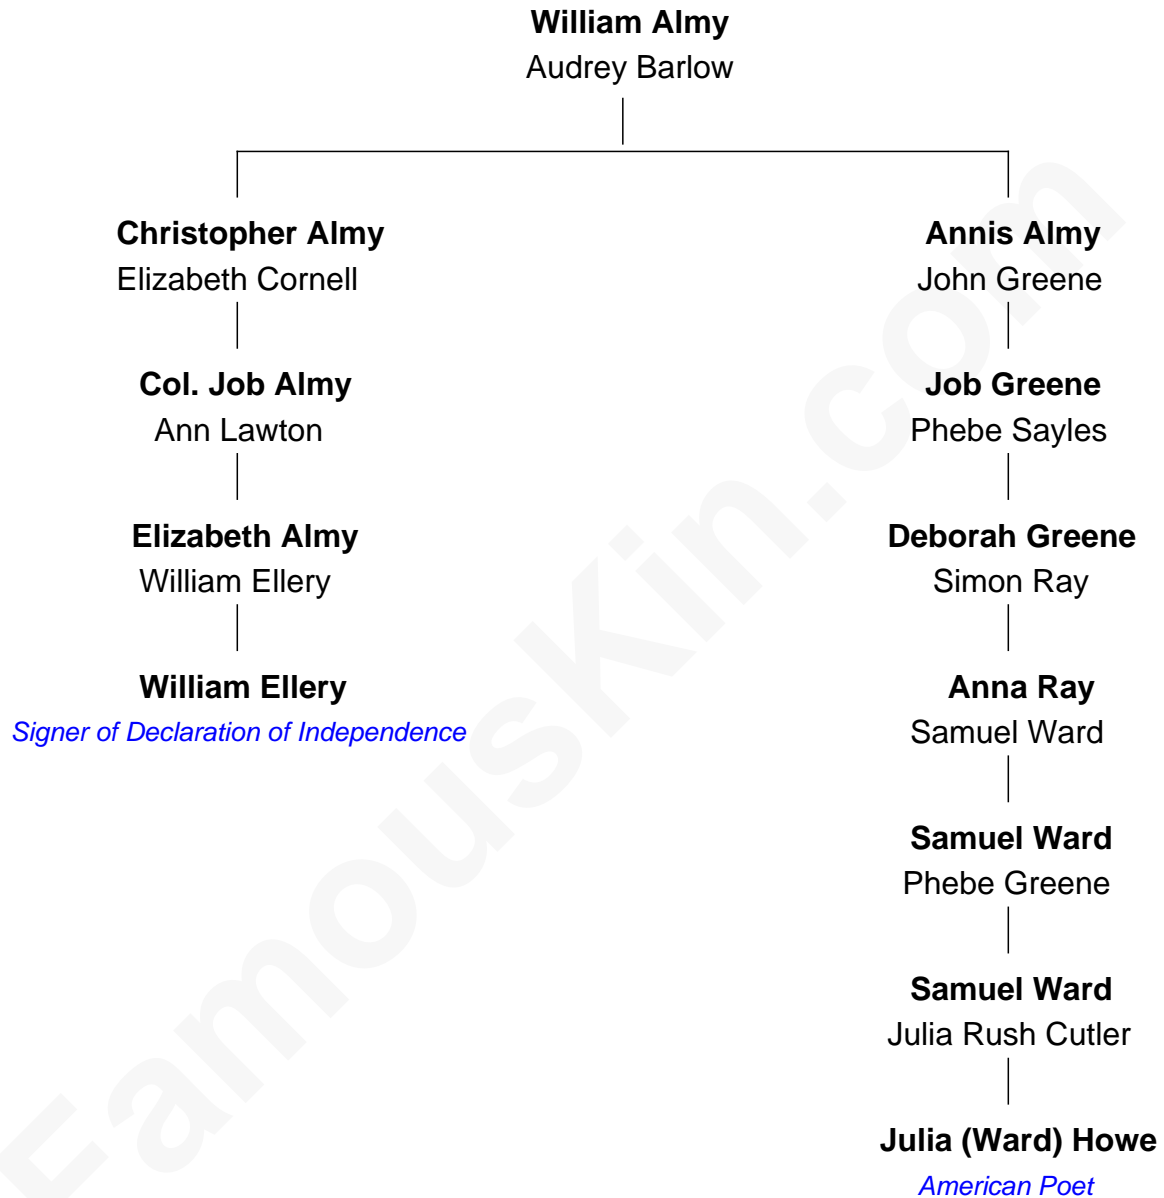 William Almy
Audrey Barlow
Christopher Almy
Elizabeth Cornell
Annis Almy
John Greene
Col. Job Almy
Ann Lawton
Job Greene
Phebe Sayles
Elizabeth Almy
William Ellery
Deborah Greene
Simon Ray
William Ellery
Signer of Declaration of Independence
Anna Ray
Samuel Ward
Samuel Ward
Phebe Greene
Samuel Ward
Julia Rush Cutler
Julia (Ward) Howe
American Poet
FamousKin.com